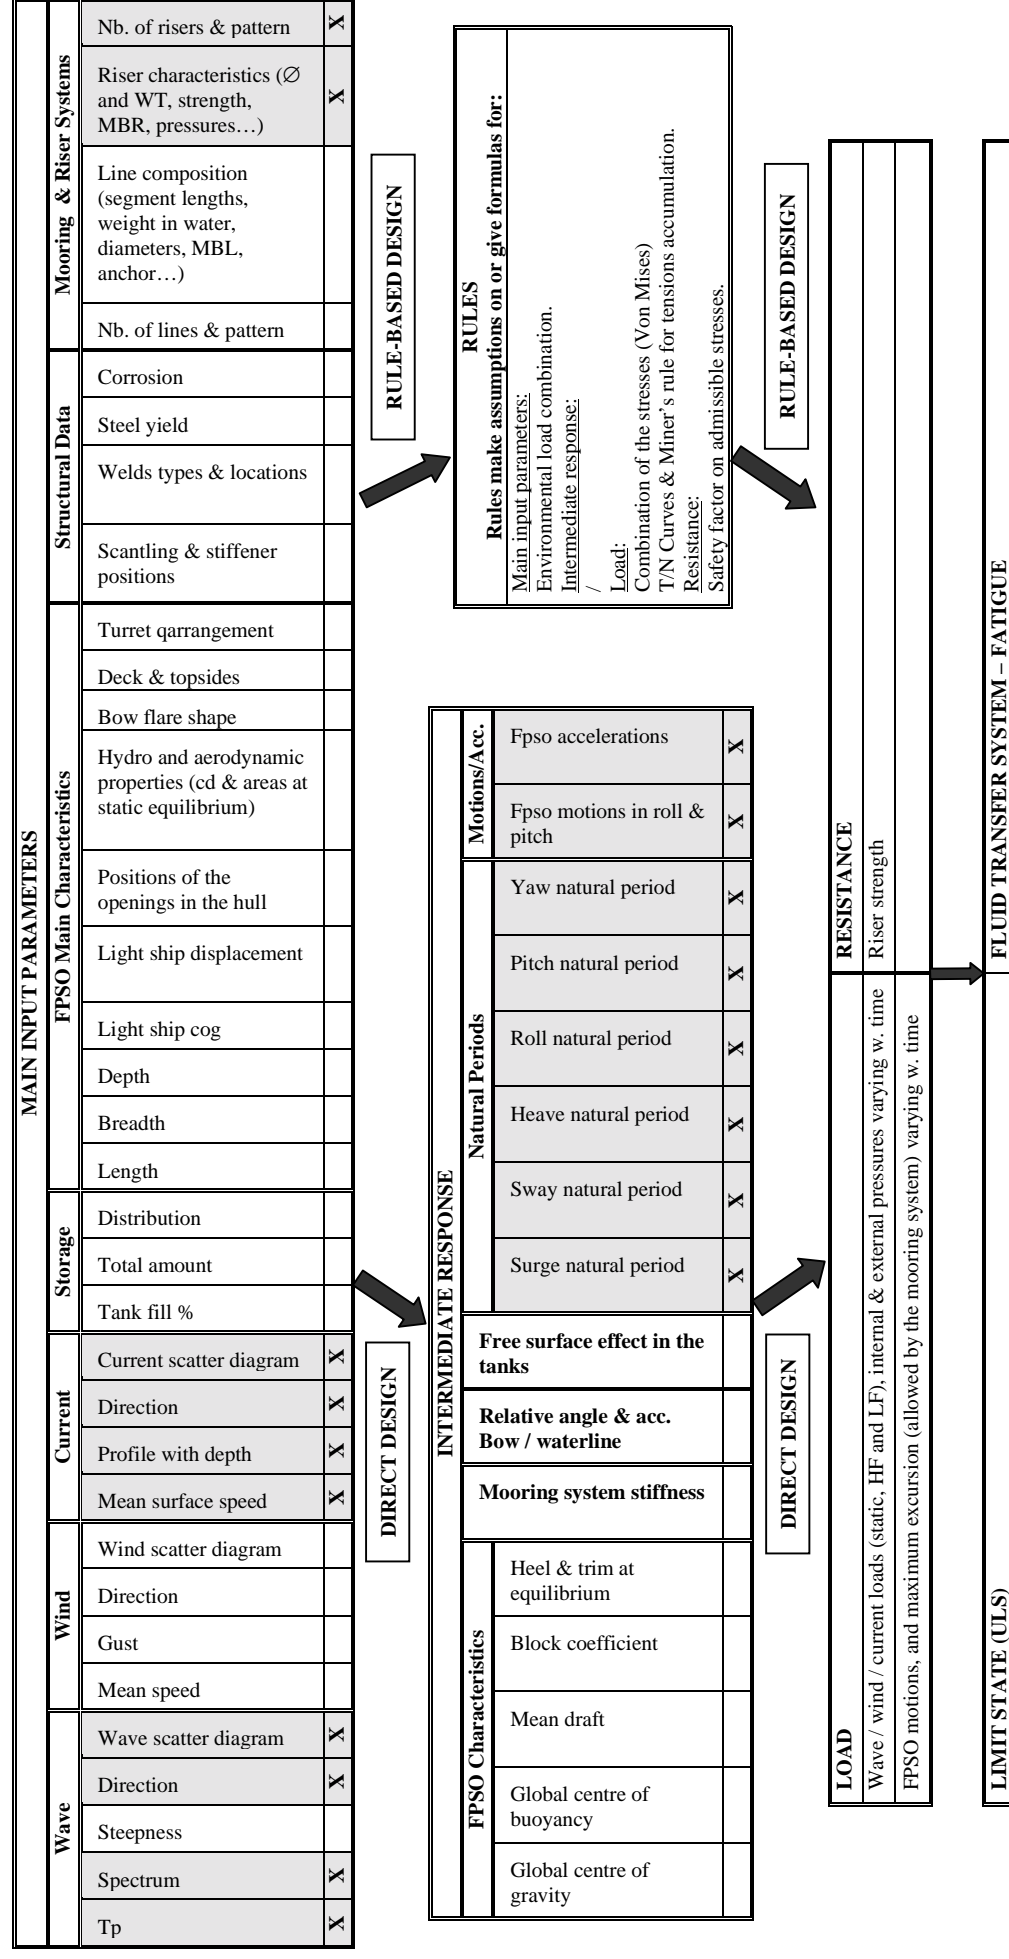 MAIN INPUT PARAMETERS
Wave
Wind
Current
Storage
FPSO Main Characteristics
Structural Data
Mooring & Riser Systems
Tp
X
Spectrum
X
Steepness
Direction
X
Wave scatter diagram
X
Mean speed
Gust
Direction
Wind scatter diagram
Mean surface speed
X
Profile with depth
X
Direction
X
Current scatter diagram
X
Tank fill %
Total amount
Distribution
Length
Breadth
Depth
Light ship cog
Light ship displacement
Positions of the
openings in the hull
Hydro and aerodynamic
properties (cd & areas at
static equilibrium)
Bow flare shape
Deck & topsides
Turret qarrangement
Scantling & stiffener
positions
Welds types & locations
Steel yield
Corrosion
Nb. of lines & pattern
Line composition
(segment lengths,
weight in water,
diameters, MBL,
anchor…)
Riser characteristics (∅
and WT, strength,
MBR, pressures…)
X
Nb. of risers & pattern
X
DIRECT DESIGN
RULE-BASED DESIGN
INTERMEDIATE RESPONSE
FPSO Characteristics
Global centre of
gravity
Global centre of
buoyancy
Mean draft
Block coefficient
Heel & trim at
equilibrium
Mooring system stiffness
Relative angle & acc.
Bow / waterline
Free surface effect in the
tanks
Natural Periods
Surge natural period
X
Sway natural period
X
Heave natural period
X
Roll natural period
X
Pitch natural period
X
Yaw natural period
X
Motions/Acc.
Fpso motions in roll &
pitch
X
Fpso accelerations
X
RULES
Rules make assumptions on or give formulas for:
Main input parameters:
Environmental load combination.
Intermediate response:
/
Load:
Combination of the stresses (Von Mises)
T/N Curves & Miner’s rule for tensions accumulation.
Resistance:
Safety factor on admissible stresses.
DIRECT DESIGN
RULE-BASED DESIGN
LOAD
RESISTANCE
Wave / wind / current loads (static, HF and LF), internal & external pressures varying w. time
Riser strength
FPSO motions, and maximum excursion (allowed by the mooring system) varying w. time
LIMIT STATE (ULS)
FLUID TRANSFER SYSTEM – FATIGUE